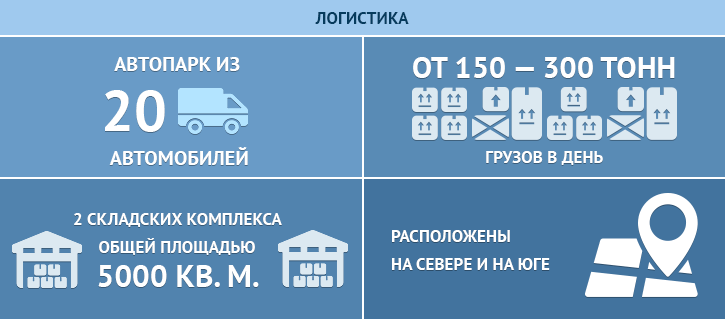 ЛОГИСТИКА
АВТОПАРК ИЗ
20
АВТОМОБИЛЕЙ
ОТ 150 — 300 ТОНН
ГРУЗОВ В ДЕНЬ
2 СКЛАДСКИХ КОМПЛЕКСА
ОБЩЕЙ ПЛОЩАДЬЮ
5000 КВ. М.
РАСПОЛОЖЕНЫ
НА СЕВЕРЕ И НА ЮГЕ